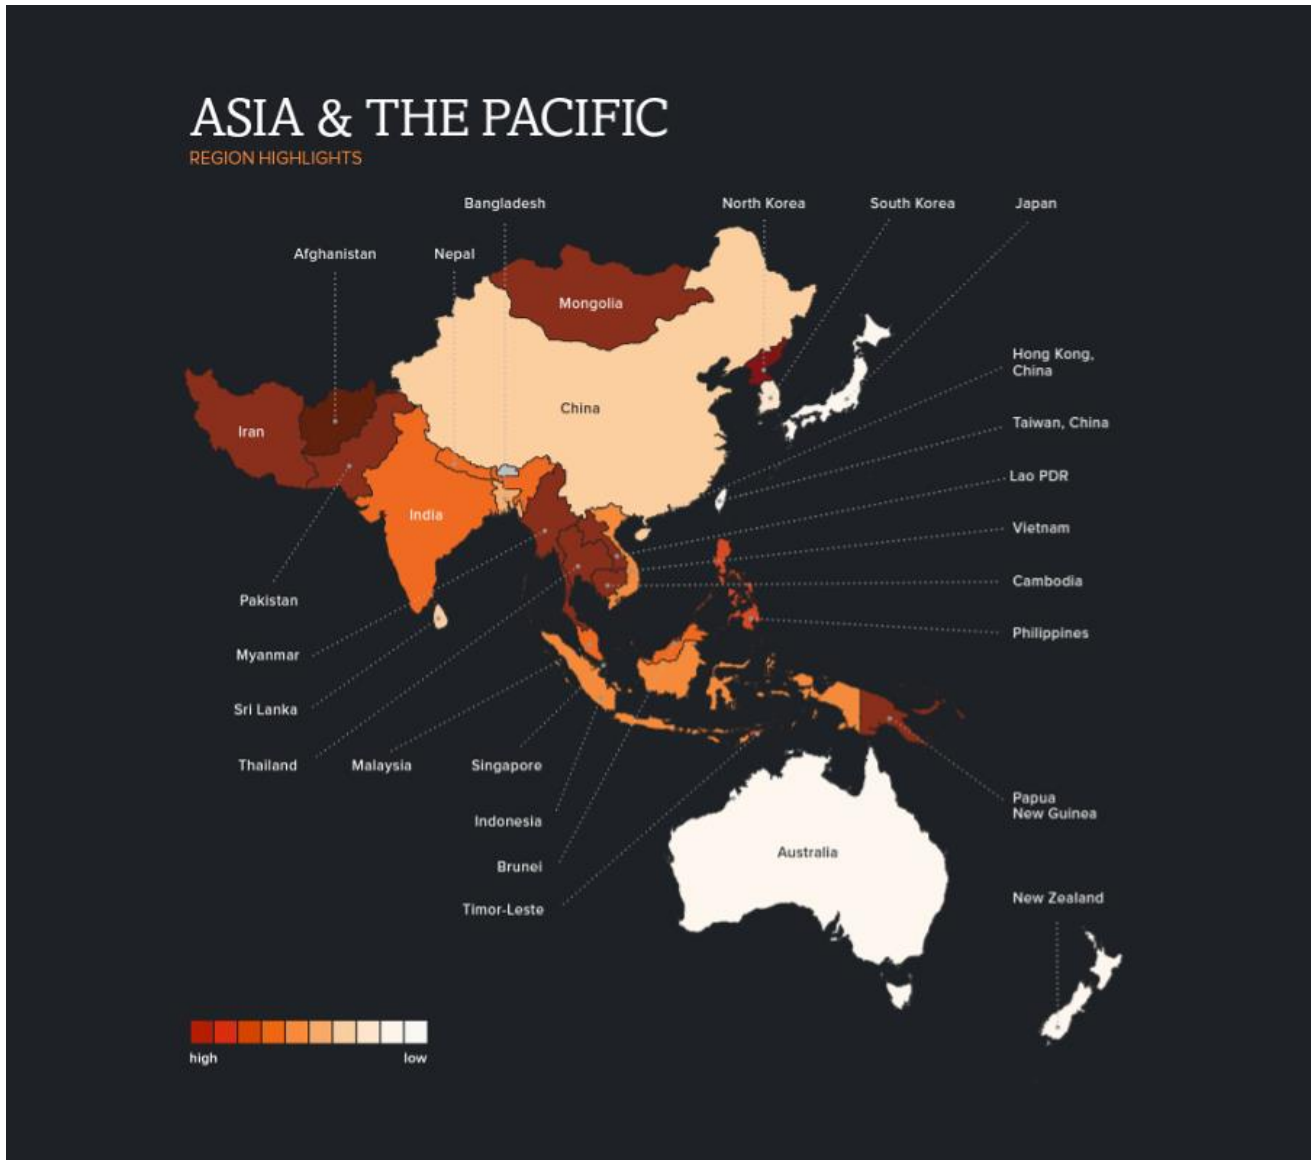 ASIA & THE PACIFIC
REGION HIGHLIGHTS
Bangladesh
North Korea
South Korea
Japan
Afghanistan
Nepal
Mongolia
Hong Kong,
China
China
Taiwan, China
Iran
Lao PDR
India
Vietnam
Cambodia
Pakistan
Philippines
Myanmar
Sri Lanka
Thailand
Malaysia
Singapore
Papua
New Guinea
Indonesia
Australia
Brunei
New Zealand
Timor-Leste
high
low